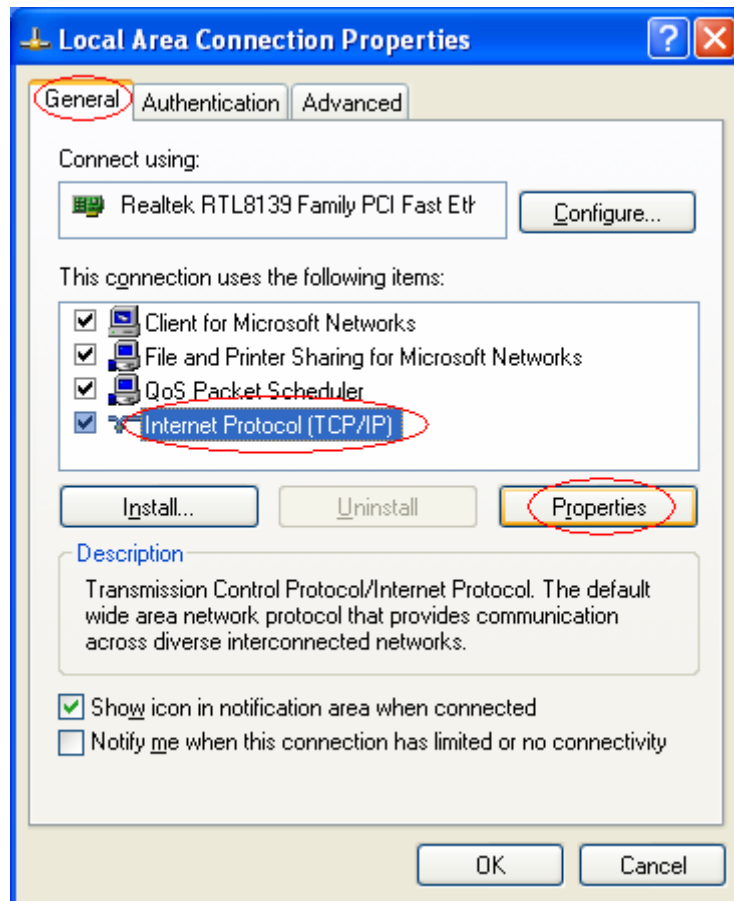 Local Area Connection Properties
General Authentication Advanced
Connect using:
Realtek RTL8139 Family PCI Fast Eth
Configure...
This connection uses the following items:
Client for Microsoft Networks
File and Printer Sharing for Microsoft Networks
QoS Packet Scheduler
Internet Protocol (TCP/IP)
Install... Uninstall Properties
Description
Transmission Control Protocol/Internet Protocol. The default
wide area network protocol that provides communication
across diverse interconnected networks.
Show icon in notification area when connected
Notify me when this connection has limited or no connectivity
OK Cancel